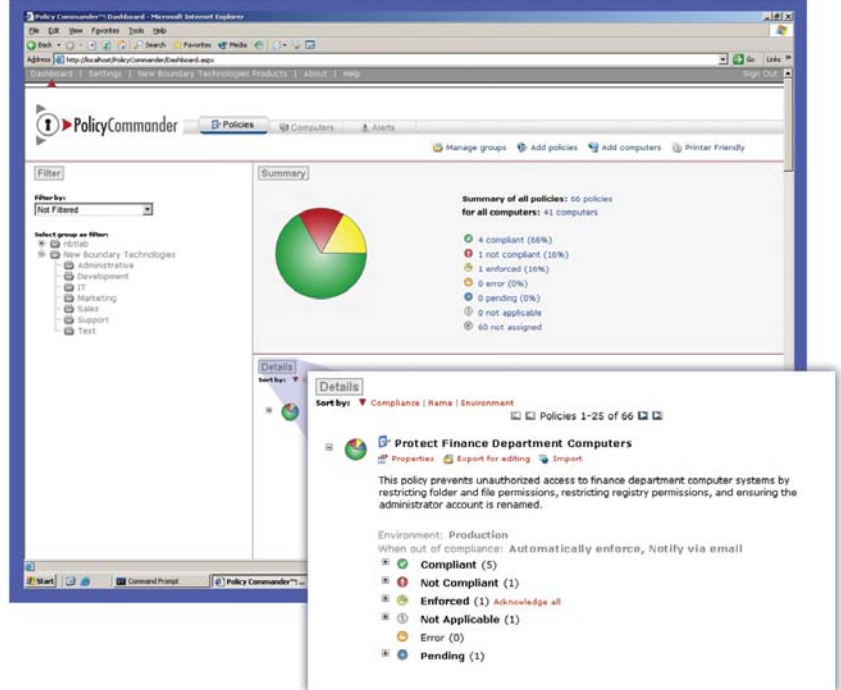 Policy Commander™: Dashboard - Microsoft Internet Explorer
File Edit View Favorites Tools Help
Back Search Favorites Media
Address http://localhost/PolicyCommander/Dashboard.aspx Go Links »
Dashboard | Settings | New Boundary Technologies Products | About | Help Sign Out
PolicyCommander Policies Computers Alerts
Manage groups Add policies Add computers Printer Friendly
Filter
Filter by:
Not Filtered
Select group as filter:
nbtlab
New Boundary Technologies
Administrative
Development
IT
Marketing
Sales
Support
Test
Summary
Summary of all policies: 66 policies
for all computers: 41 computers
4 compliant (66%)
1 not compliant (16%)
1 enforced (16%)
0 error (0%)
0 pending (0%)
0 not applicable
60 not assigned
Details
Sort by:
Details
Sort by: Compliance | Name | Environment
Policies 1-25 of 66
Protect Finance Department Computers
Properties Export for editing Import
This policy prevents unauthorized access to finance department computer systems by
restricting folder and file permissions, restricting registry permissions, and ensuring the
administrator account is renamed.
Environment: Production
When out of compliance: Automatically enforce, Notify via email
Compliant (5)
Not Compliant (1)
Enforced (1) Acknowledge all
Not Applicable (1)
Error (0)
Pending (1)
Start Command Prompt Policy Commander™: ...